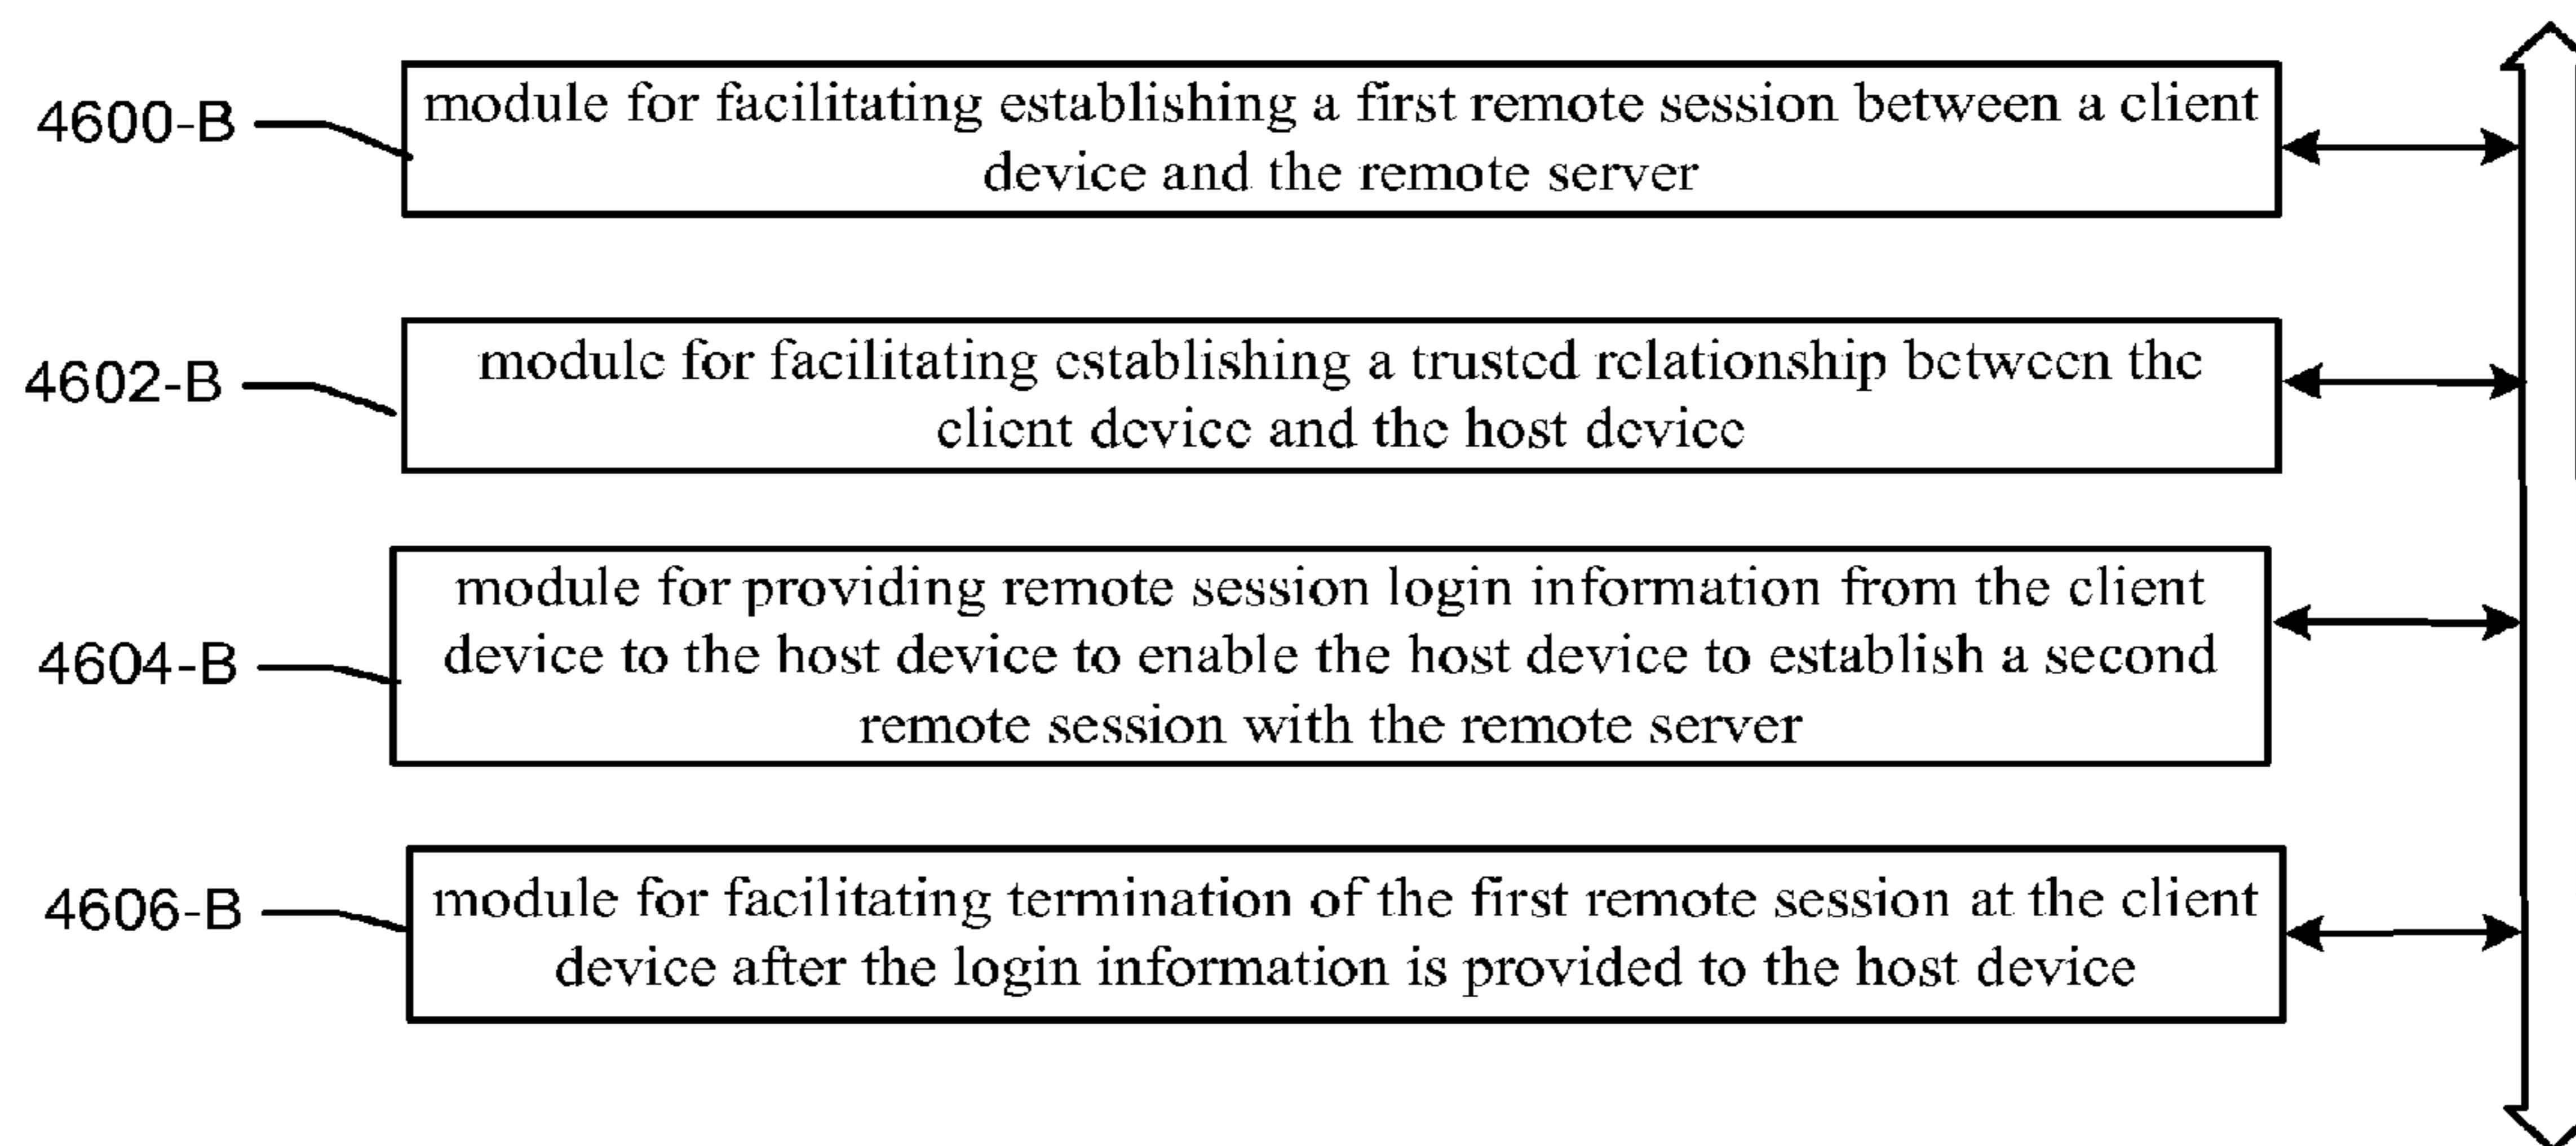 4600-B
module for facilitating establishing a first remote session between a client
device and the remote server
4602-B
module for facilitating establishing a trusted relationship between the
client device and the host device
4604-B
module for providing remote session login information from the client
device to the host device to enable the host device to establish a second
remote session with the remote server
4606-B
module for facilitating termination of the first remote session at the client
device after the login information is provided to the host device